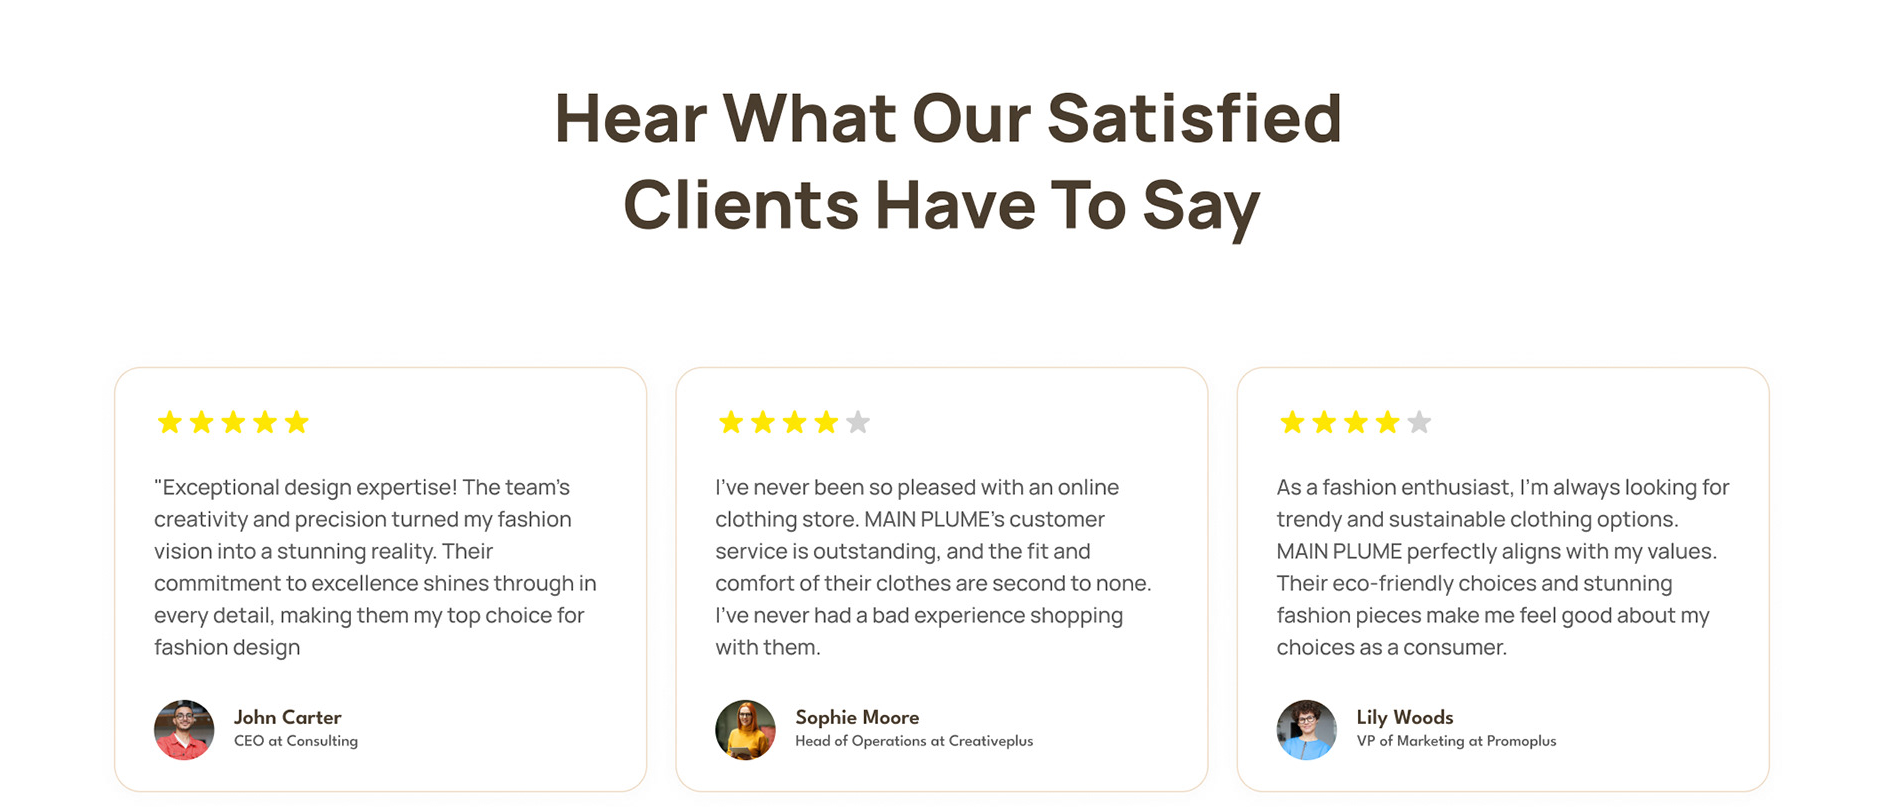 Hear What Our Satisfied
Clients Have To Say
"Exceptional design expertise! The team's
creativity and precision turned my fashion
vision into a stunning reality. Their
commitment to excellence shines through in
every detail, making them my top choice for
fashion design
John Carter
CEO at Consulting
I've never been so pleased with an online
clothing store. MAIN PLUME's customer
service is outstanding, and the fit and
comfort of their clothes are second to none.
I've never had a bad experience shopping
with them.
Sophie Moore
Head of Operations at Creativeplus
As a fashion enthusiast, I'm always looking for
trendy and sustainable clothing options.
MAIN PLUME perfectly aligns with my values.
Their eco-friendly choices and stunning
fashion pieces make me feel good about my
choices as a consumer.
Lily Woods
VP of Marketing at Promoplus